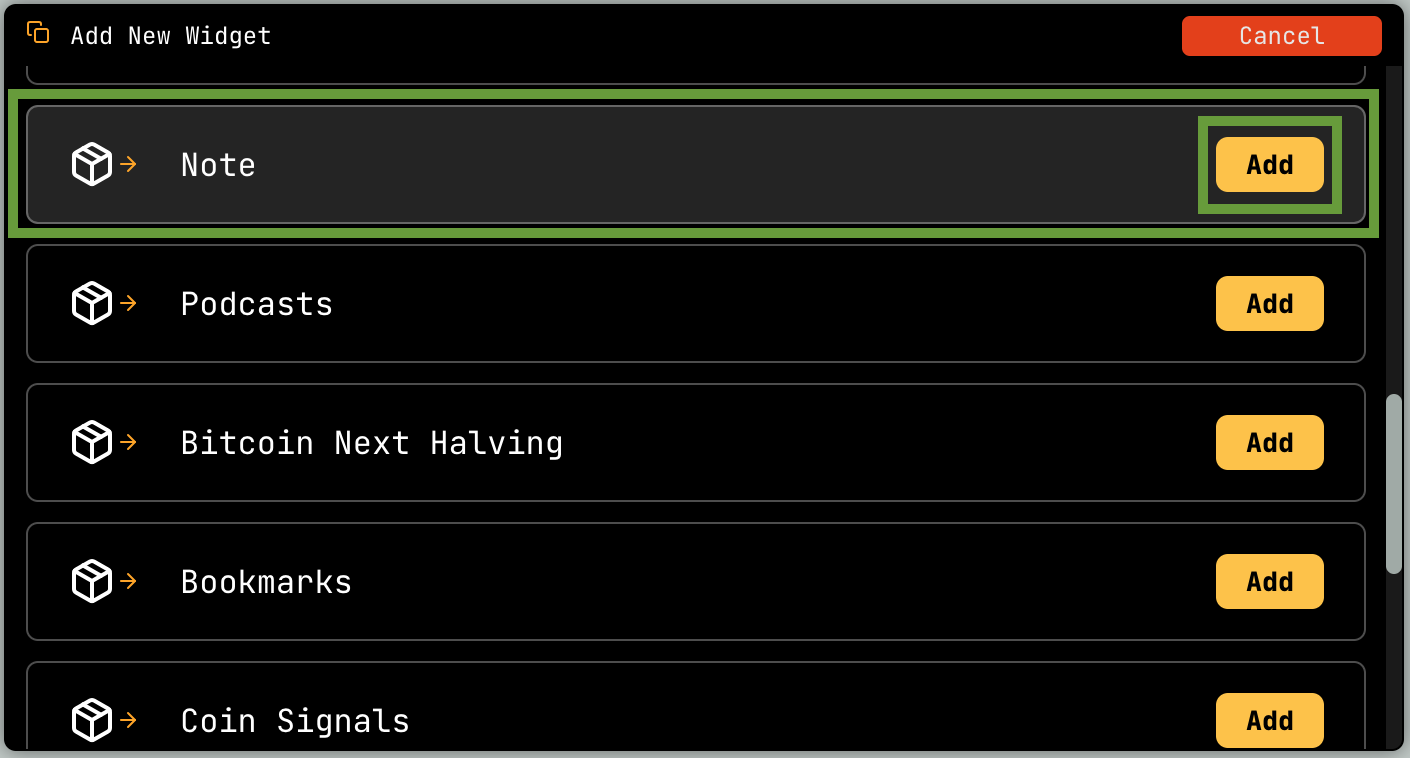 Add New Widget
Cancel
Note
Add
Podcasts
Add
Bitcoin Next Halving
Add
Bookmarks
Add
Coin Signals
Add